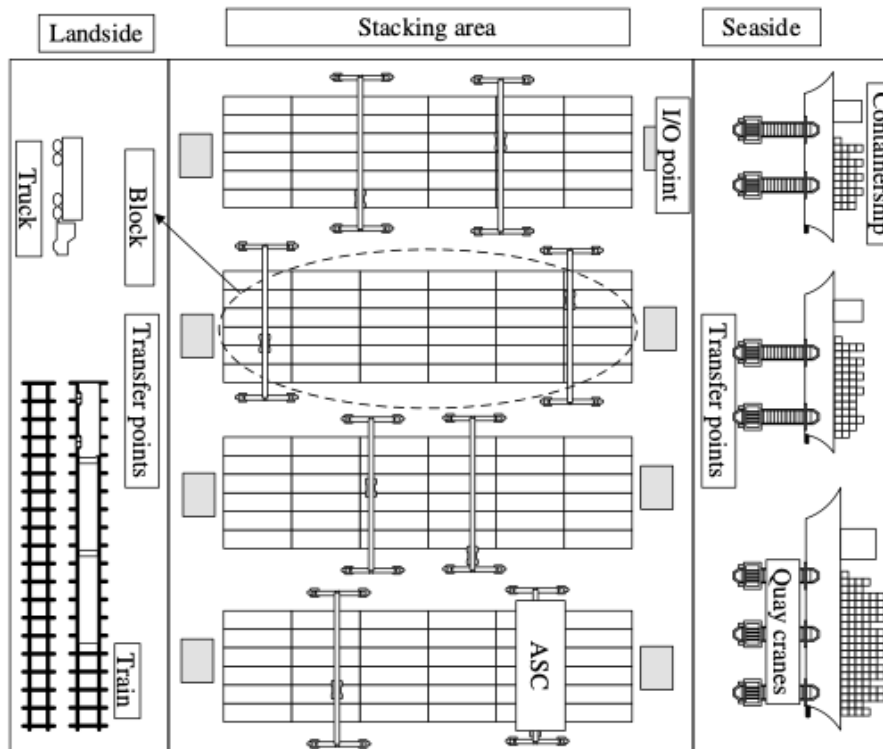 Landside
Stacking area
Seaside
Truck
Block
I/O point
Containership
Transfer points
Transfer points
Train
ASC
Quay cranes